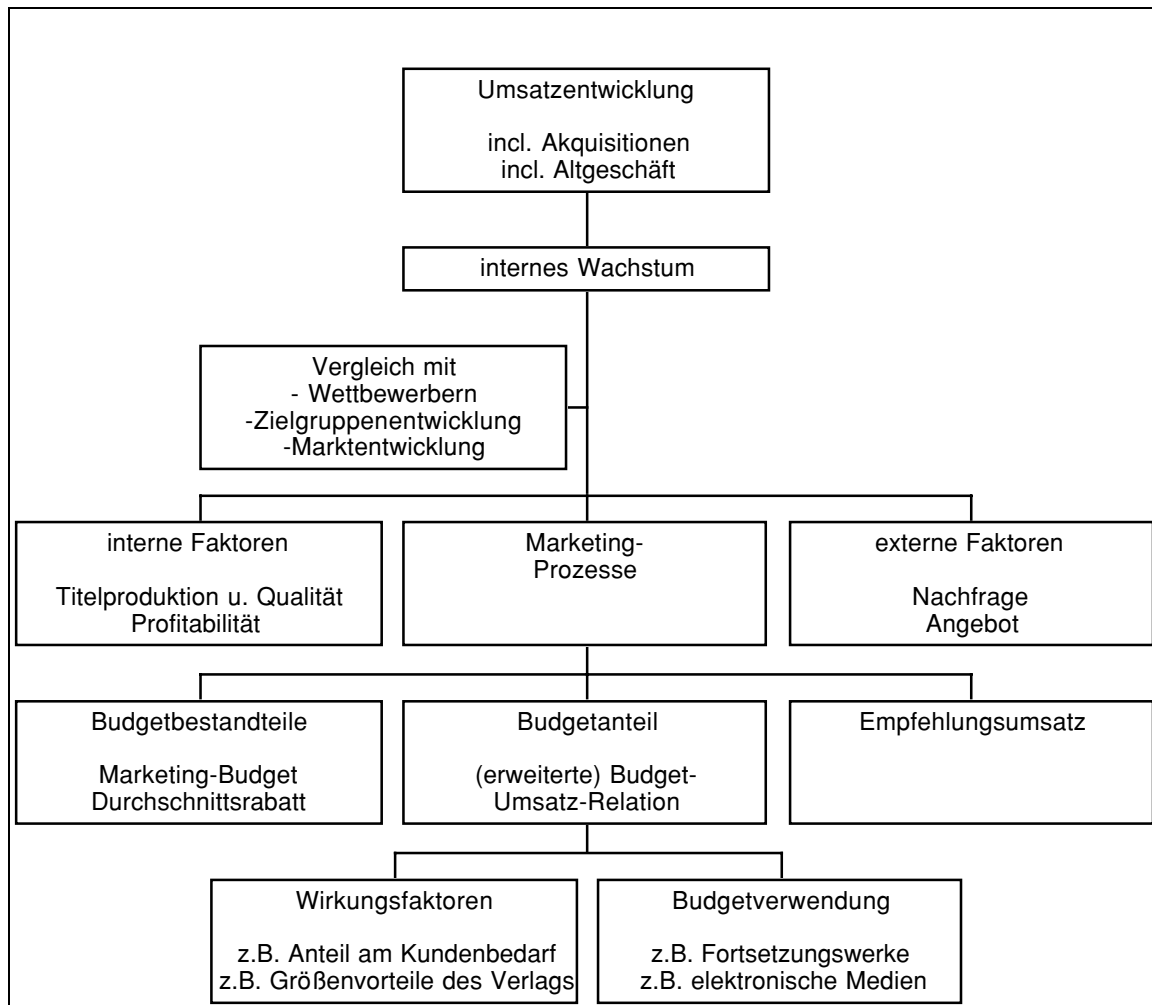 Umsatzentwicklung
incl. Akquisitionen
incl. Altgeschäft
internes Wachstum
Vergleich mit
- Wettbewerbern
-Zielgruppenentwicklung
-Marktentwicklung
interne Faktoren
Titelproduktion u. Qualität
Profitabilität
Marketing-
Prozesse
externe Faktoren
Nachfrage
Angebot
Budgetbestandteile
Marketing-Budget
Durchschnittsrabatt
Budgetanteil
(erweiterte) Budget-
Umsatz-Relation
Empfehlungsumsatz
Wirkungsfaktoren
z.B. Anteil am Kundenbedarf
z.B. Größenvorteile des Verlags
Budgetverwendung
z.B. Fortsetzungswerke
z.B. elektronische Medien